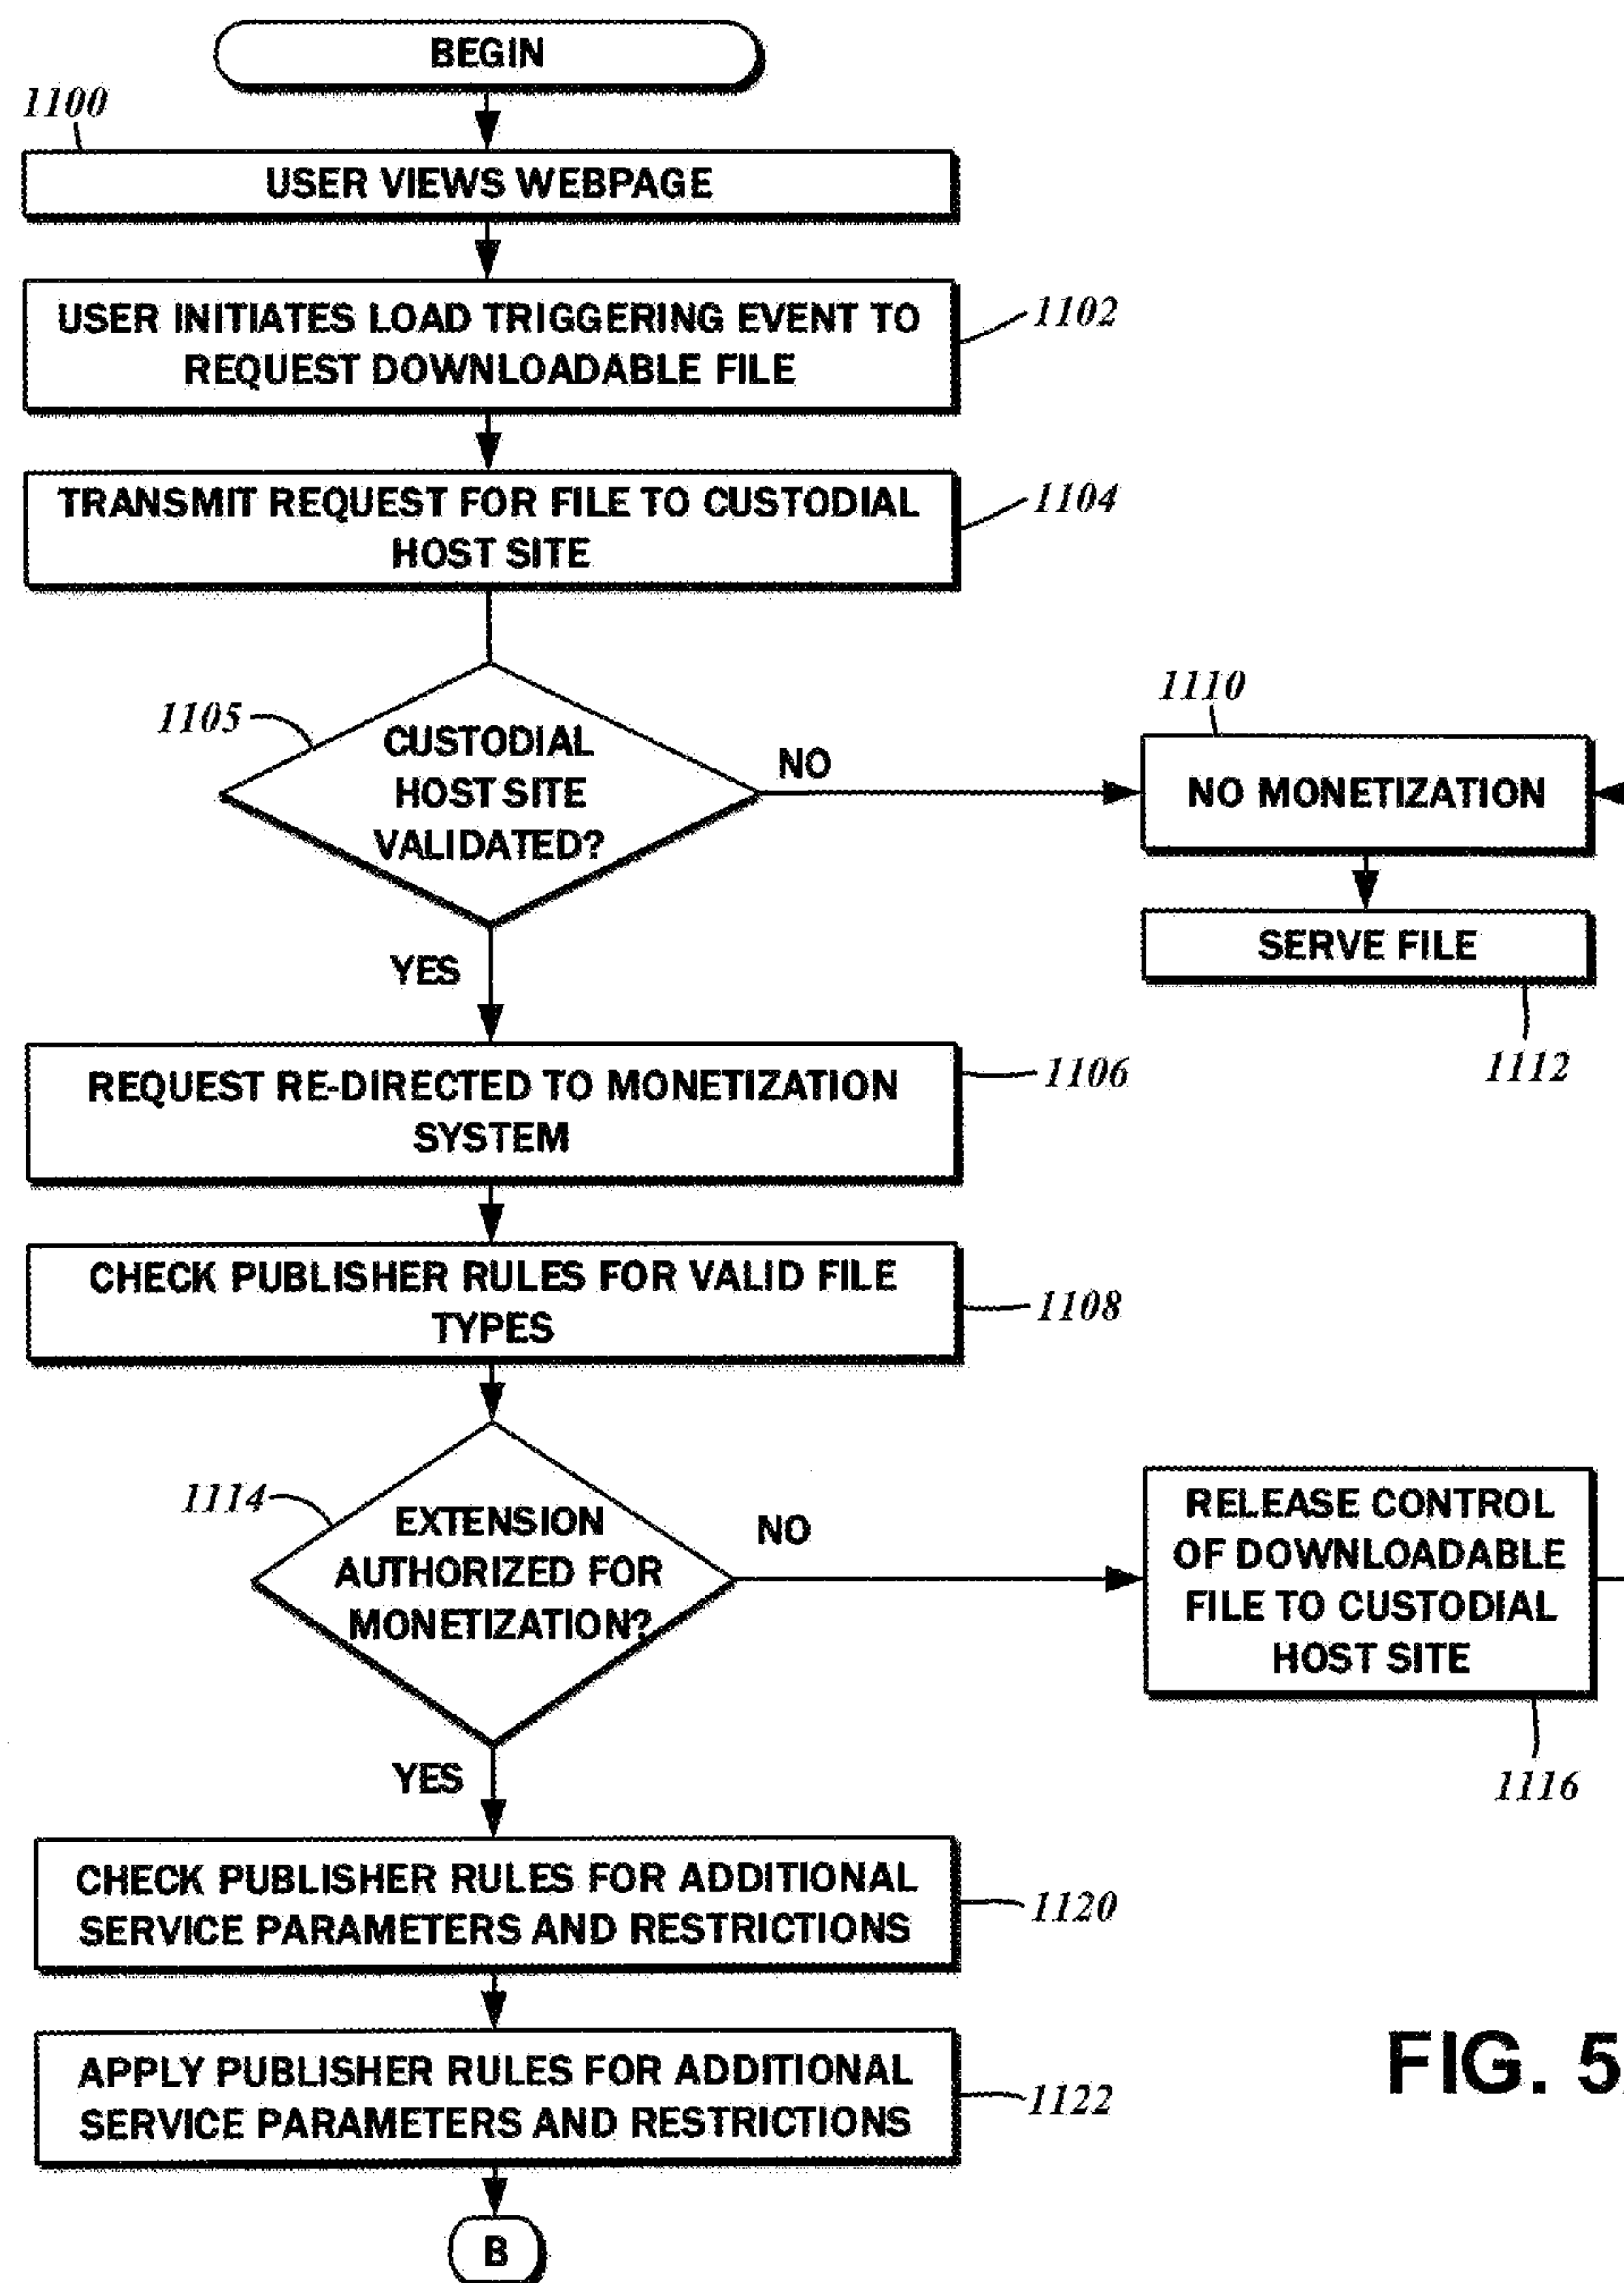 BEGIN
1100
USER VIEWS WEBPAGE
USER INITIATES LOAD TRIGGERING EVENT TO
REQUEST DOWNLOADABLE FILE
1102
TRANSMIT REQUEST FOR FILE TO CUSTODIAL
HOST SITE
1104
1105
CUSTODIAL
HOST SITE
VALIDATED?
NO
1110
NO MONETIZATION
SERVE FILE
1112
YES
REQUEST RE-DIRECTED TO MONETIZATION
SYSTEM
1106
CHECK PUBLISHER RULES FOR VALID FILE
TYPES
1108
1114
EXTENSION
AUTHORIZED FOR
MONETIZATION?
NO
RELEASE CONTROL
OF DOWNLOADABLE
FILE TO CUSTODIAL
HOST SITE
1116
YES
CHECK PUBLISHER RULES FOR ADDITIONAL
SERVICE PARAMETERS AND RESTRICTIONS
1120
APPLY PUBLISHER RULES FOR ADDITIONAL
SERVICE PARAMETERS AND RESTRICTIONS
1122
B
FIG. 5